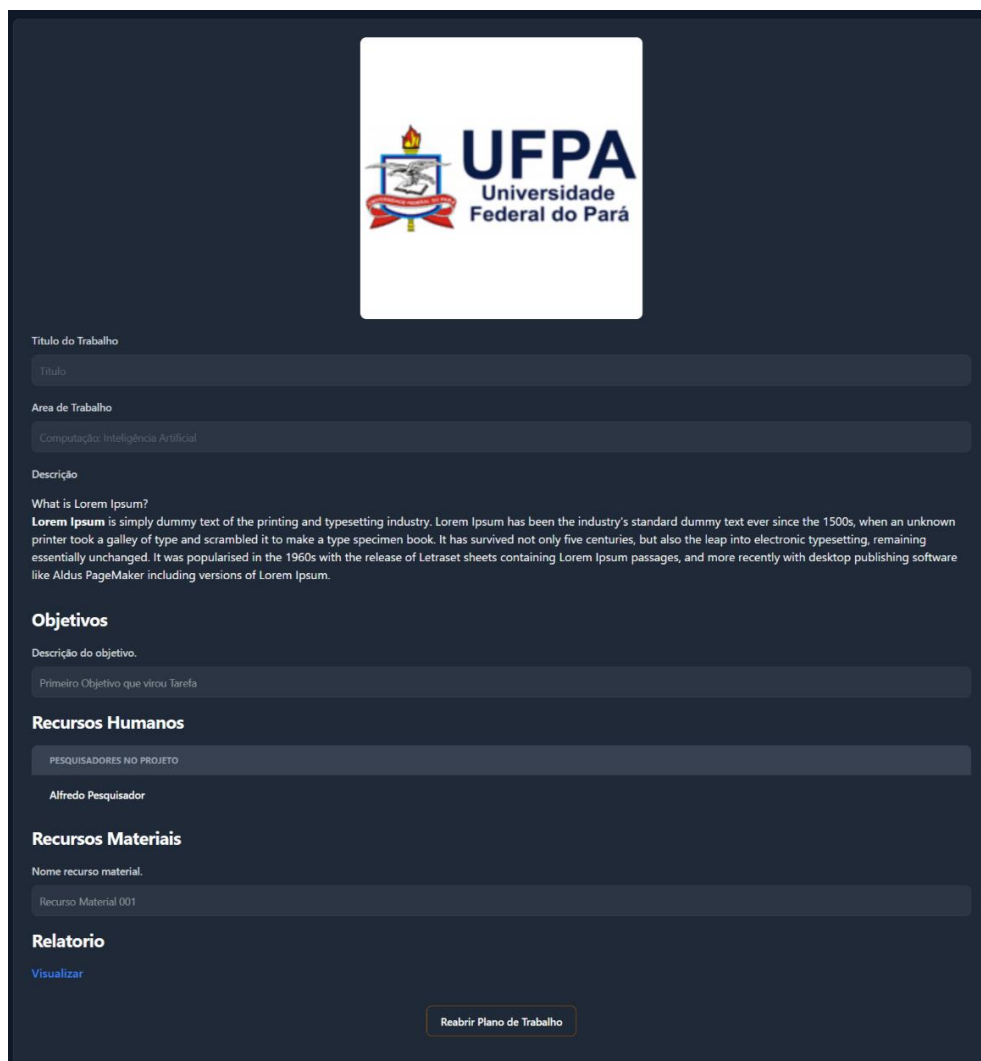 UFPA
Universidade
Federal do Pará
Titulo do Trabalho
Titulo
Area de Trabalho
Computação: Inteligência Artificial
Descrição
What is Lorem Ipsum?
Lorem Ipsum is simply dummy text of the printing and typesetting industry. Lorem Ipsum has been the industry's standard dummy text ever since the 1500s, when an unknown
printer took a galley of type and scrambled it to make a type specimen book. It has survived not only five centuries, but also the leap into electronic typesetting, remaining
essentially unchanged. It was popularised in the 1960s with the release of Letraset sheets containing Lorem Ipsum passages, and more recently with desktop publishing software
like Aldus PageMaker including versions of Lorem Ipsum.
Objetivos
Descrição do objetivo.
Primeiro Objetivo que virou Tarefa
Recursos Humanos
PESQUISADORES NO PROJETO
Alfredo Pesquisador
Recursos Materiais
Nome recurso material.
Recurso Material 001
Relatorio
Visualizar
Reabrir Plano de Trabalho